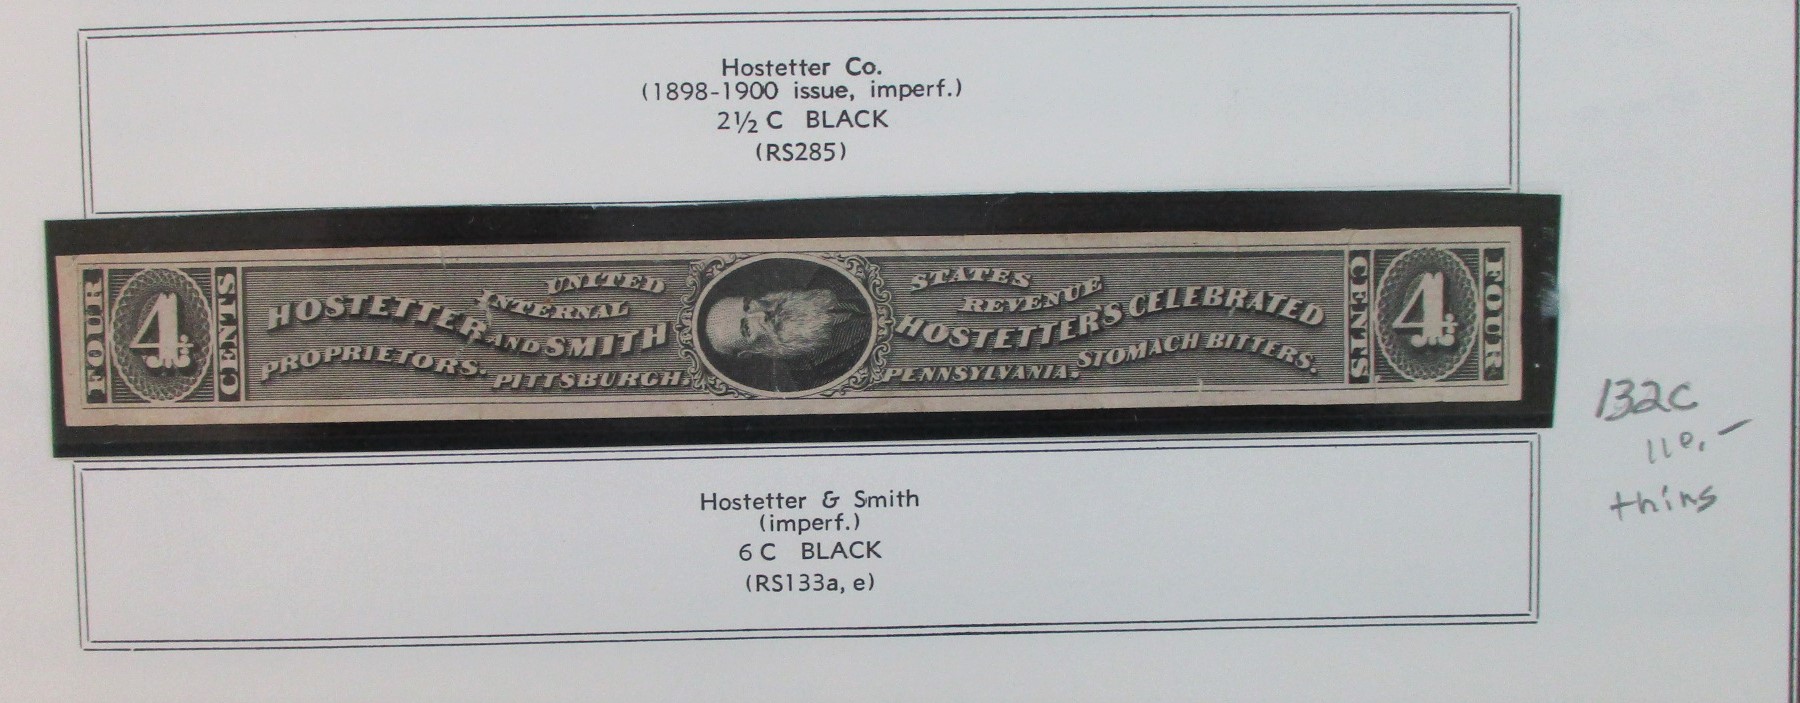 Hostetter Co.
(1898-1900 issue, imperf.)
2½ C BLACK
(RS285)
FOUR
4
CENTS
UNITED
INTERNAL
HOSTETTER AND SMITH
PROPRIETORS.
PITTSBURGH.
STATES
REVENUE
HOSTETTER'S CELEBRATED
STOMACH BITTERS.
PENNSYLVANIA.
CENTS
4
FOUR
132c
110.-
thins
Hostetter & Smith
(imperf.)
6 C BLACK
(RS133a, e)